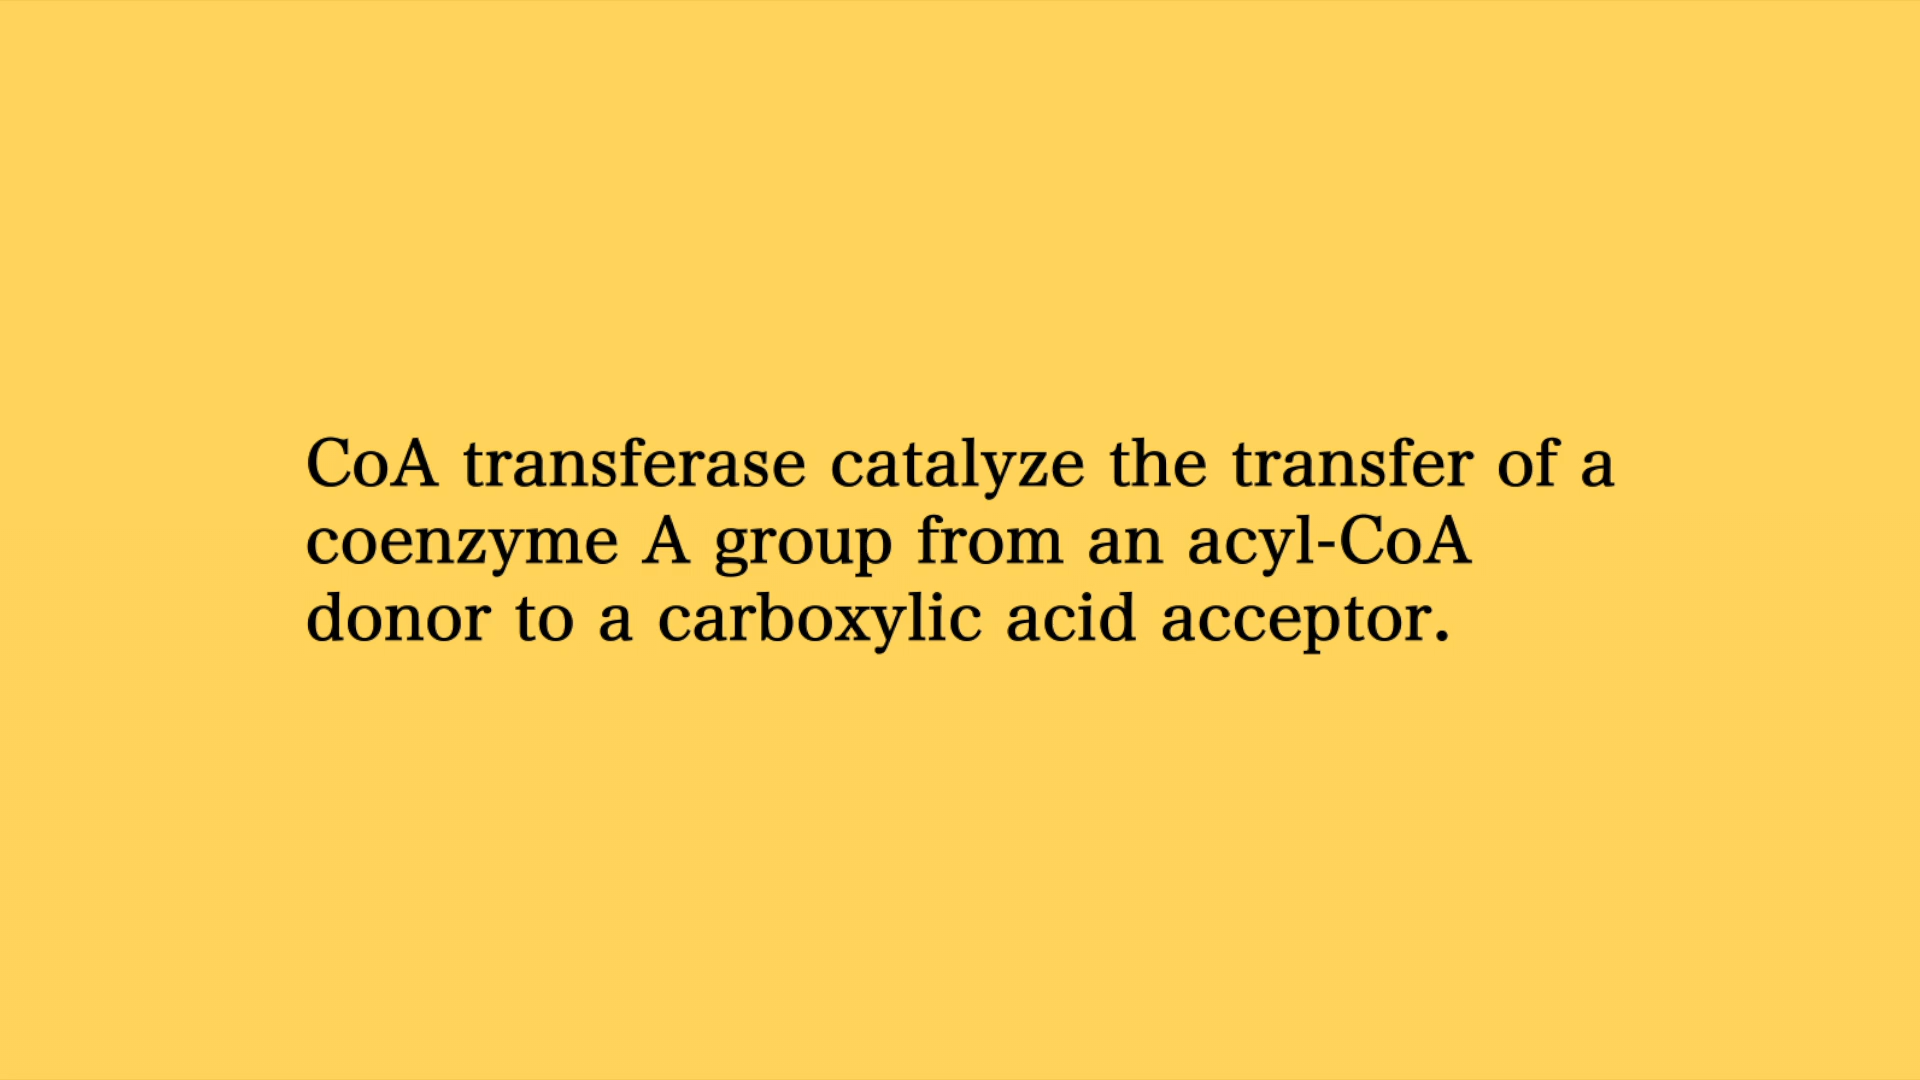 CoA transferase catalyze the transfer of a
coenzyme A group from an acyl-CoA
donor to a carboxylic acid acceptor.